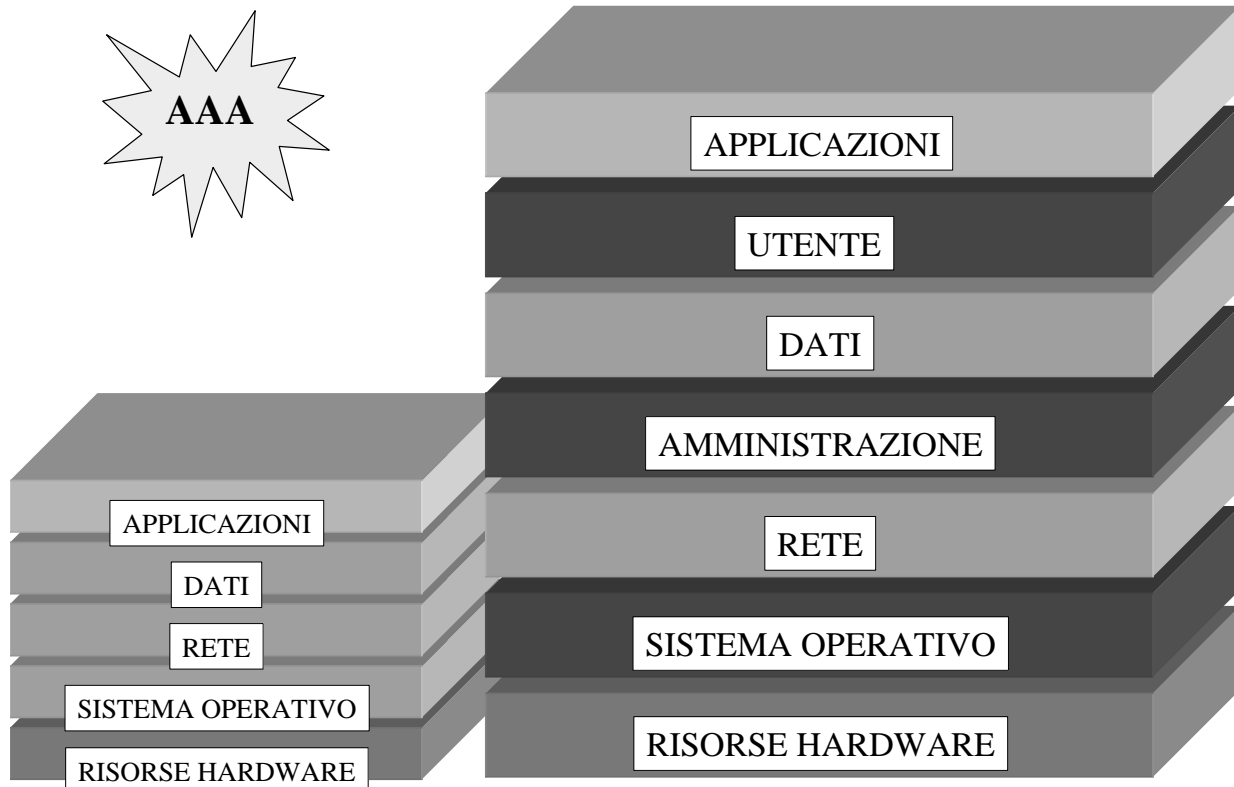 AAA
APPLICAZIONI
DATI
RETE
SISTEMA OPERATIVO
RISORSE HARDWARE
APPLICAZIONI
UTENTE
DATI
AMMINISTRAZIONE
RETE
SISTEMA OPERATIVO
RISORSE HARDWARE